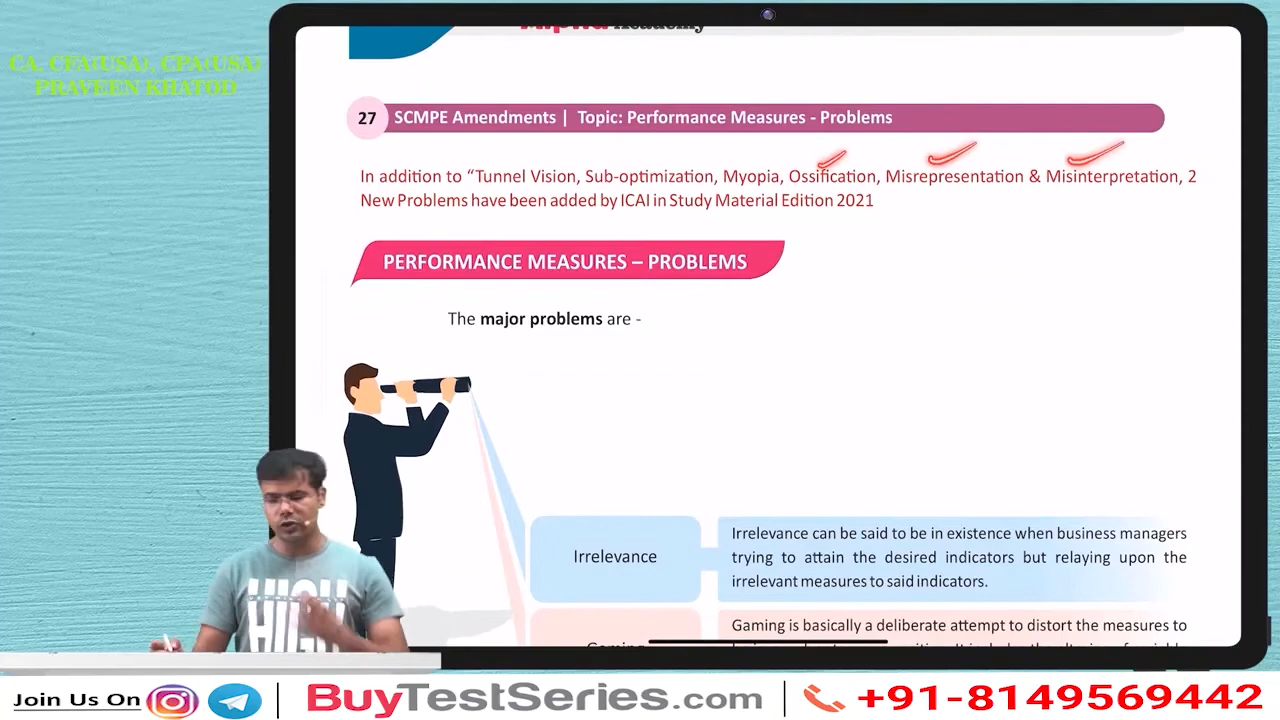 Alpha Academy
CA, CFA(USA), CPA(USA)
PRAVEEN KHATOD
27 SCMPE Amendments | Topic: Performance Measures - Problems
In addition to “Tunnel Vision, Sub-optimization, Myopia, Ossification, Misrepresentation & Misinterpretation, 2
New Problems have been added by ICAI in Study Material Edition 2021
PERFORMANCE MEASURES – PROBLEMS
The major problems are -
Irrelevance
Irrelevance can be said to be in existence when business managers
trying to attain the desired indicators but relaying upon the
irrelevant measures to said indicators.
Gaming
Gaming is basically a deliberate attempt to distort the measures to
HIGH
Join Us On
BuyTestSeries.com
+91-8149569442